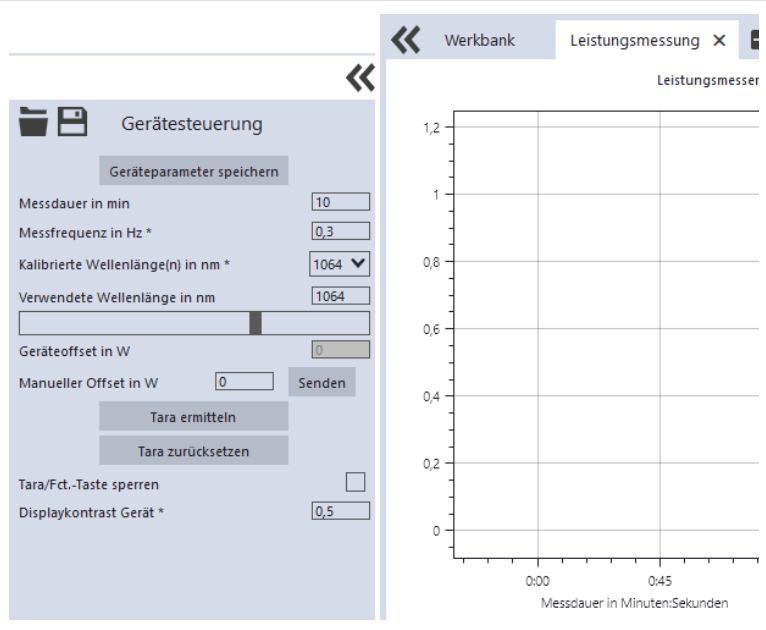 Werkbank
Leistungsmessung
Leistungsmesser
Gerätesteuerung
Geräteparameter speichern
Messdauer in min 10
Messfrequenz in Hz * 0,3
Kalibrierte Wellenlänge(n) in nm * 1064
Verwendete Wellenlänge in nm 1064
Geräteoffset in W 0
Manueller Offset in W 0 Senden
Tara ermitteln
Tara zurücksetzen
Tara/Fct.-Taste sperren
Displaykontrast Gerät * 0,5
1,2
1
0,8
0,6
0,4
0,2
0
0:00 0:45
Messdauer in Minuten:Sekunden